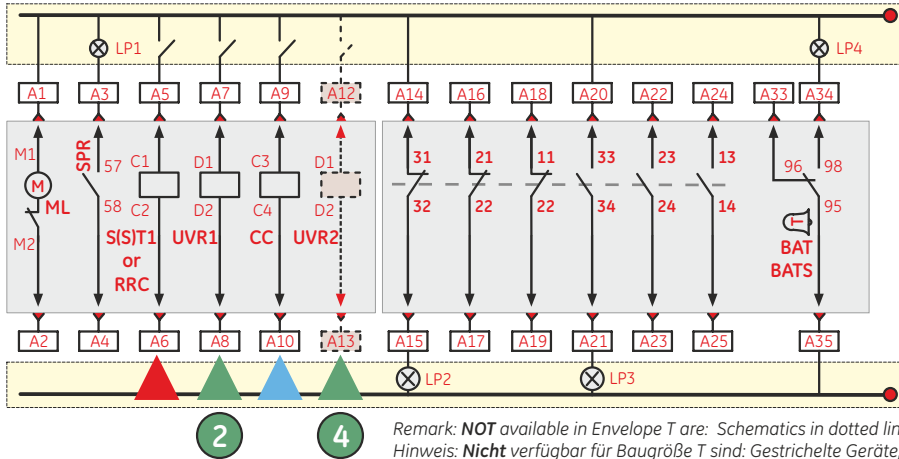 LP1 LP4
A1 A3 A5 A7 A9 A12 A14 A16 A18 A20 A22 A24 A33 A34
M1 SPR 57 C1 D1 C3 D1 31 21 11 33 23 13 96 98
M ML
58 C2 D2 C4 D2 32 22 22 34 24 14 95
M2 S(S)T1 UVR1 CC UVR2 T BAT
or
RRC BATS
A2 A4 A6 A8 A10 A13 A15 A17 A19 A21 A23 A25 A35
LP2 LP3
2 4
Remark: NOT available in Envelope T are: Schematics in dotted lin
Hinweis: Nicht verfügbar für Baugröße T sind: Gestrichelte Geräte,